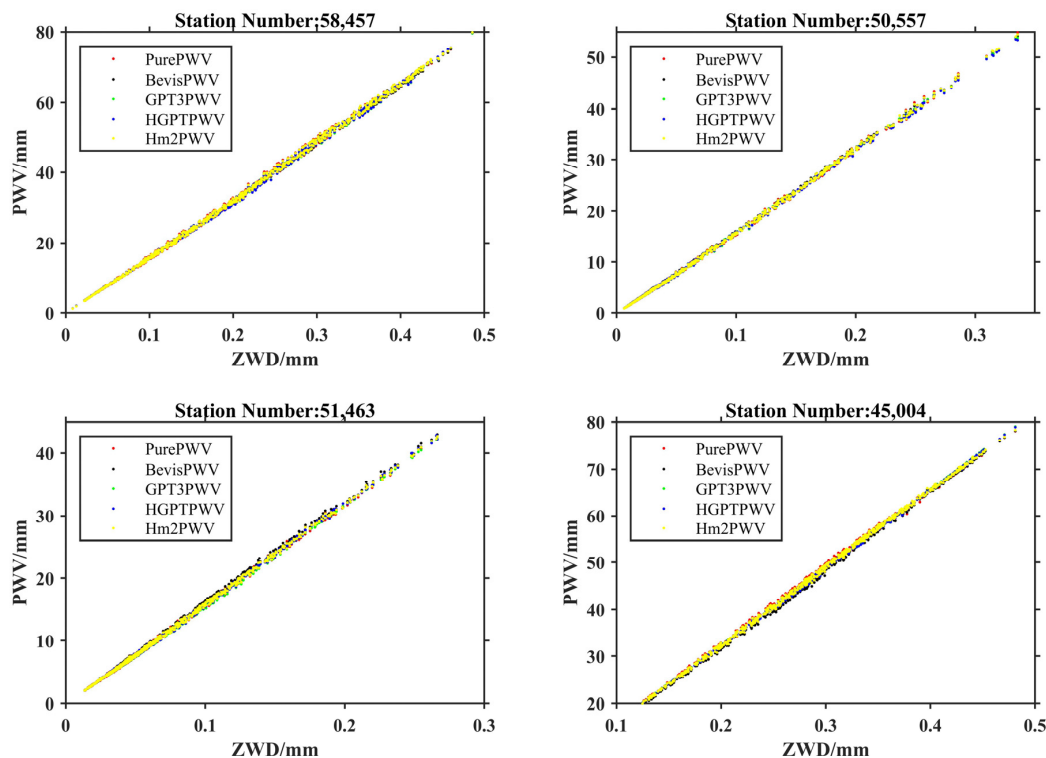 Station Number:58,457
80
60
40
20
0
PWV/mm
PurePWV
BevisPWV
GPT3PWV
HGPTPWV
Hm2PWV
0 0.1 0.2 0.3 0.4 0.5
ZWD/mm
Station Number:50,557
50
40
30
20
10
0
PWV/mm
PurePWV
BevisPWV
GPT3PWV
HGPTPWV
Hm2PWV
0 0.1 0.2 0.3
ZWD/mm
Station Number:51,463
40
30
20
10
0
PWV/mm
PurePWV
BevisPWV
GPT3PWV
HGPTPWV
Hm2PWV
0 0.1 0.2 0.3
ZWD/mm
Station Number:45,004
80
70
60
50
40
30
20
PWV/mm
PurePWV
BevisPWV
GPT3PWV
HGPTPWV
Hm2PWV
0.1 0.2 0.3 0.4 0.5
ZWD/mm